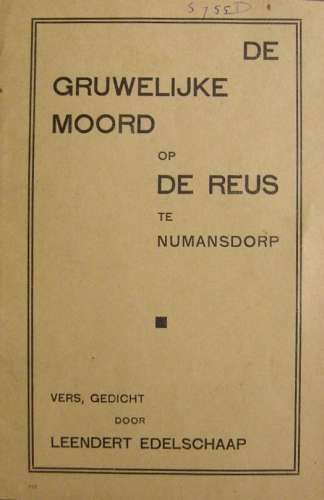 DE
GRUWELIJKE
MOORD
OP
DE REUS
TE
NUMANSDORP
VERS, GEDICHT
DOOR
LEENDERT EDELSCHAAP